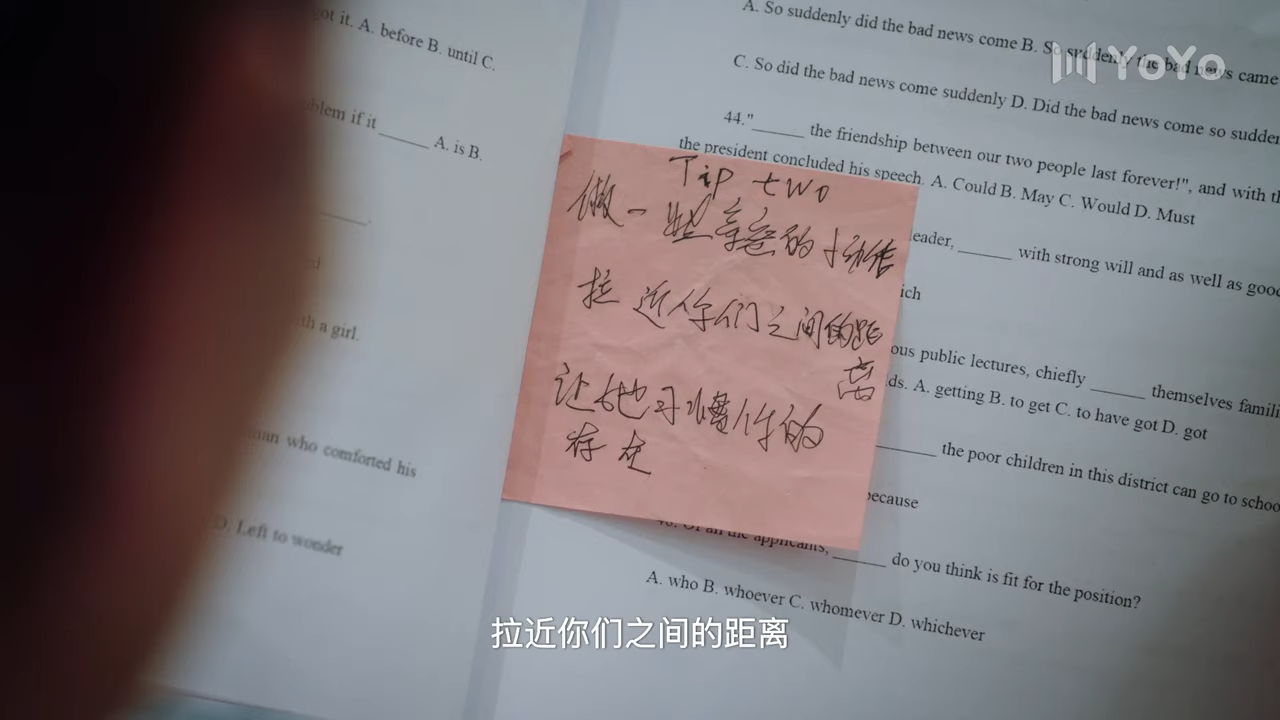 got it. A. before B. until C.
blem if it ______ A. is B.
th a girl.
man who comforted his
D. Left to wonder
A. So suddenly did the bad news come B. So suddenly the bad news came
C. So did the bad news come suddenly D. Did the bad news come so sudden
44."______ the friendship between our two people last forever!", and with th
the president concluded his speech. A. Could B. May C. Would D. Must
leader, ______ with strong will and as well as good
ich
ous public lectures, chiefly ______ themselves famili
ds. A. getting B. to get C. to have got D. got
______ the poor children in this district can go to schoo
because
48. Of all the applicants, ______ do you think is fit for the position?
A. who B. whoever C. whomever D. whichever
Tip two
做一些亲密的小动作
拉近你们之间的距
离
让她习惯你的
存在
YoYo
拉近你们之间的距离